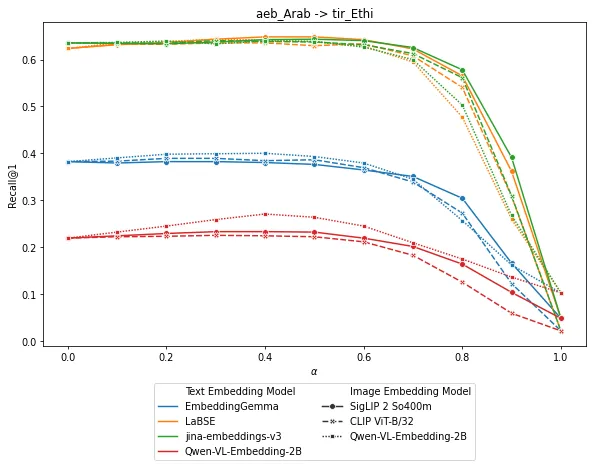 aeb_Arab -> tir_Ethi
Recall@1
0.6
0.5
0.4
0.3
0.2
0.1
0.0
0.0 0.2 0.4 0.6 0.8 1.0
α
Text Embedding Model Image Embedding Model
EmbeddingGemma SigLIP 2 So400m
LaBSE CLIP ViT-B/32
jina-embeddings-v3 Qwen-VL-Embedding-2B
Qwen-VL-Embedding-2B